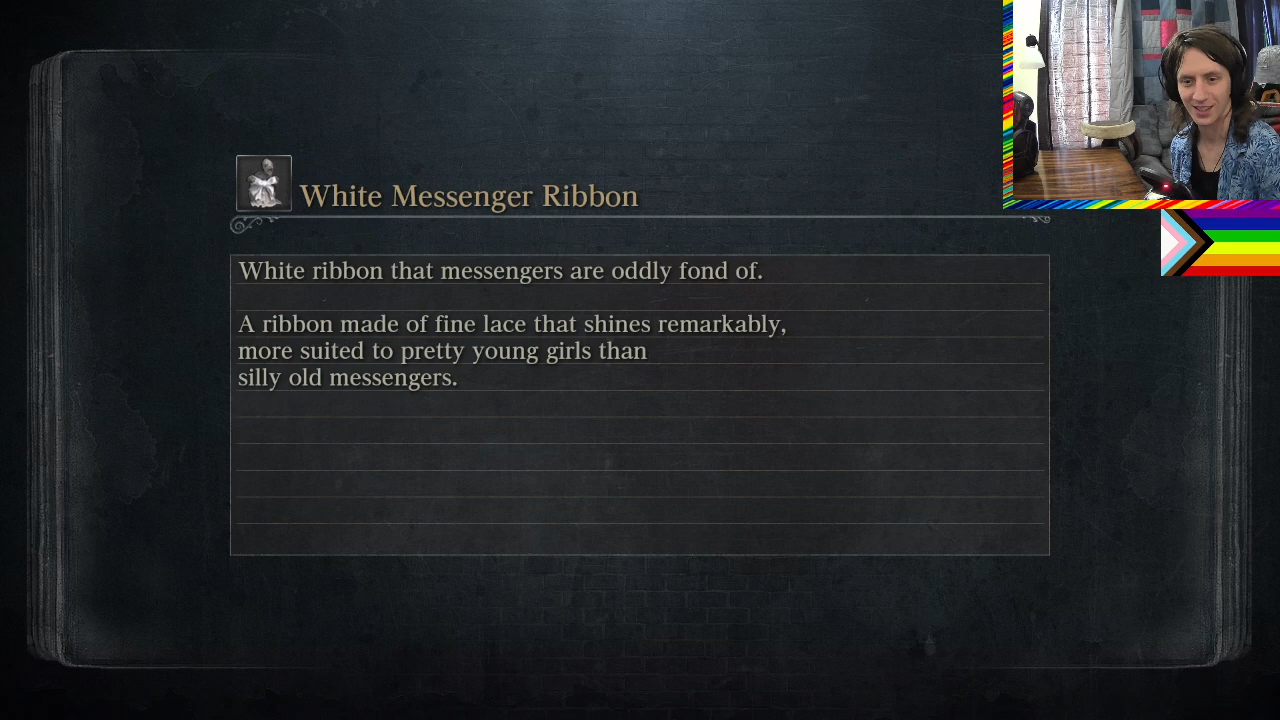 White Messenger Ribbon
White ribbon that messengers are oddly fond of.
A ribbon made of fine lace that shines remarkably,
more suited to pretty young girls than
silly old messengers.